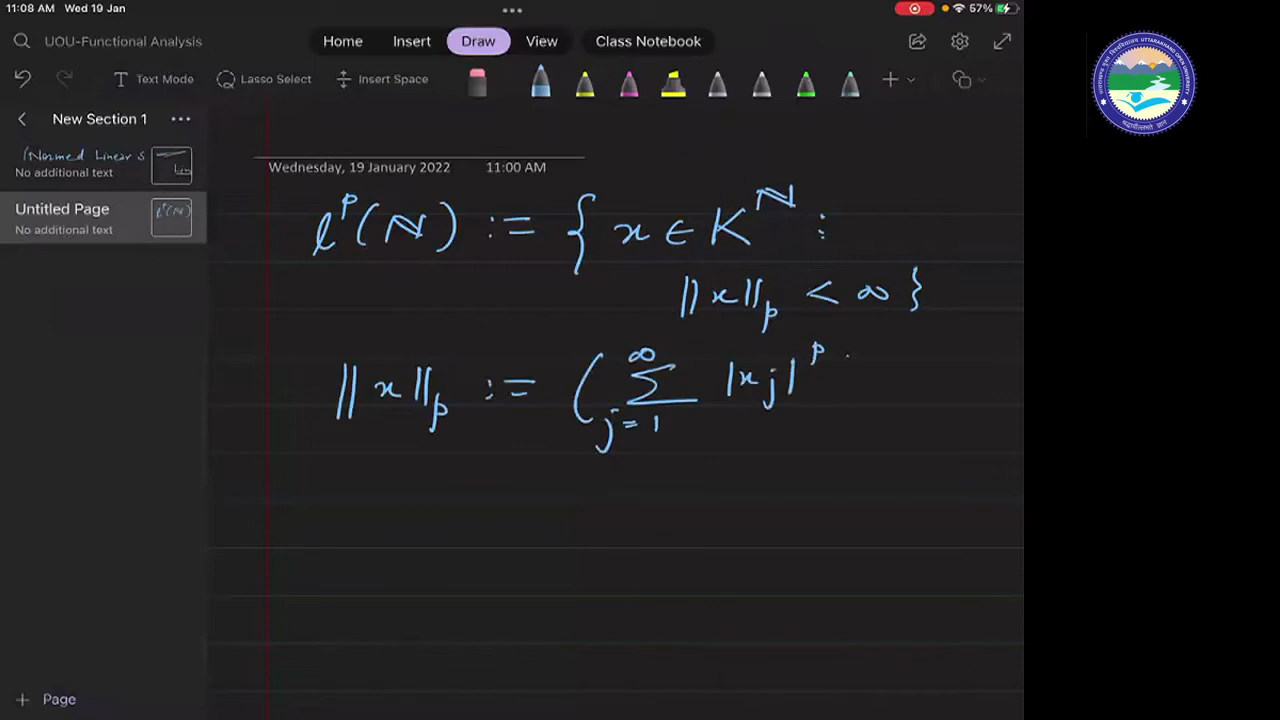 11:08 AM Wed 19 Jan
57%
UOU-Functional Analysis
Home Insert Draw View Class Notebook
Text Mode Lasso Select Insert Space
New Section 1
Normed Linear S
No additional text
Untitled Page
No additional text
Wednesday, 19 January 2022 11:00 AM
l^p(ℕ) := { x ∈ K^ℕ :
||x||_p < ∞ }
||x||_p := ( ∑_{j=1}^∞ |x_j|^p
+ Page